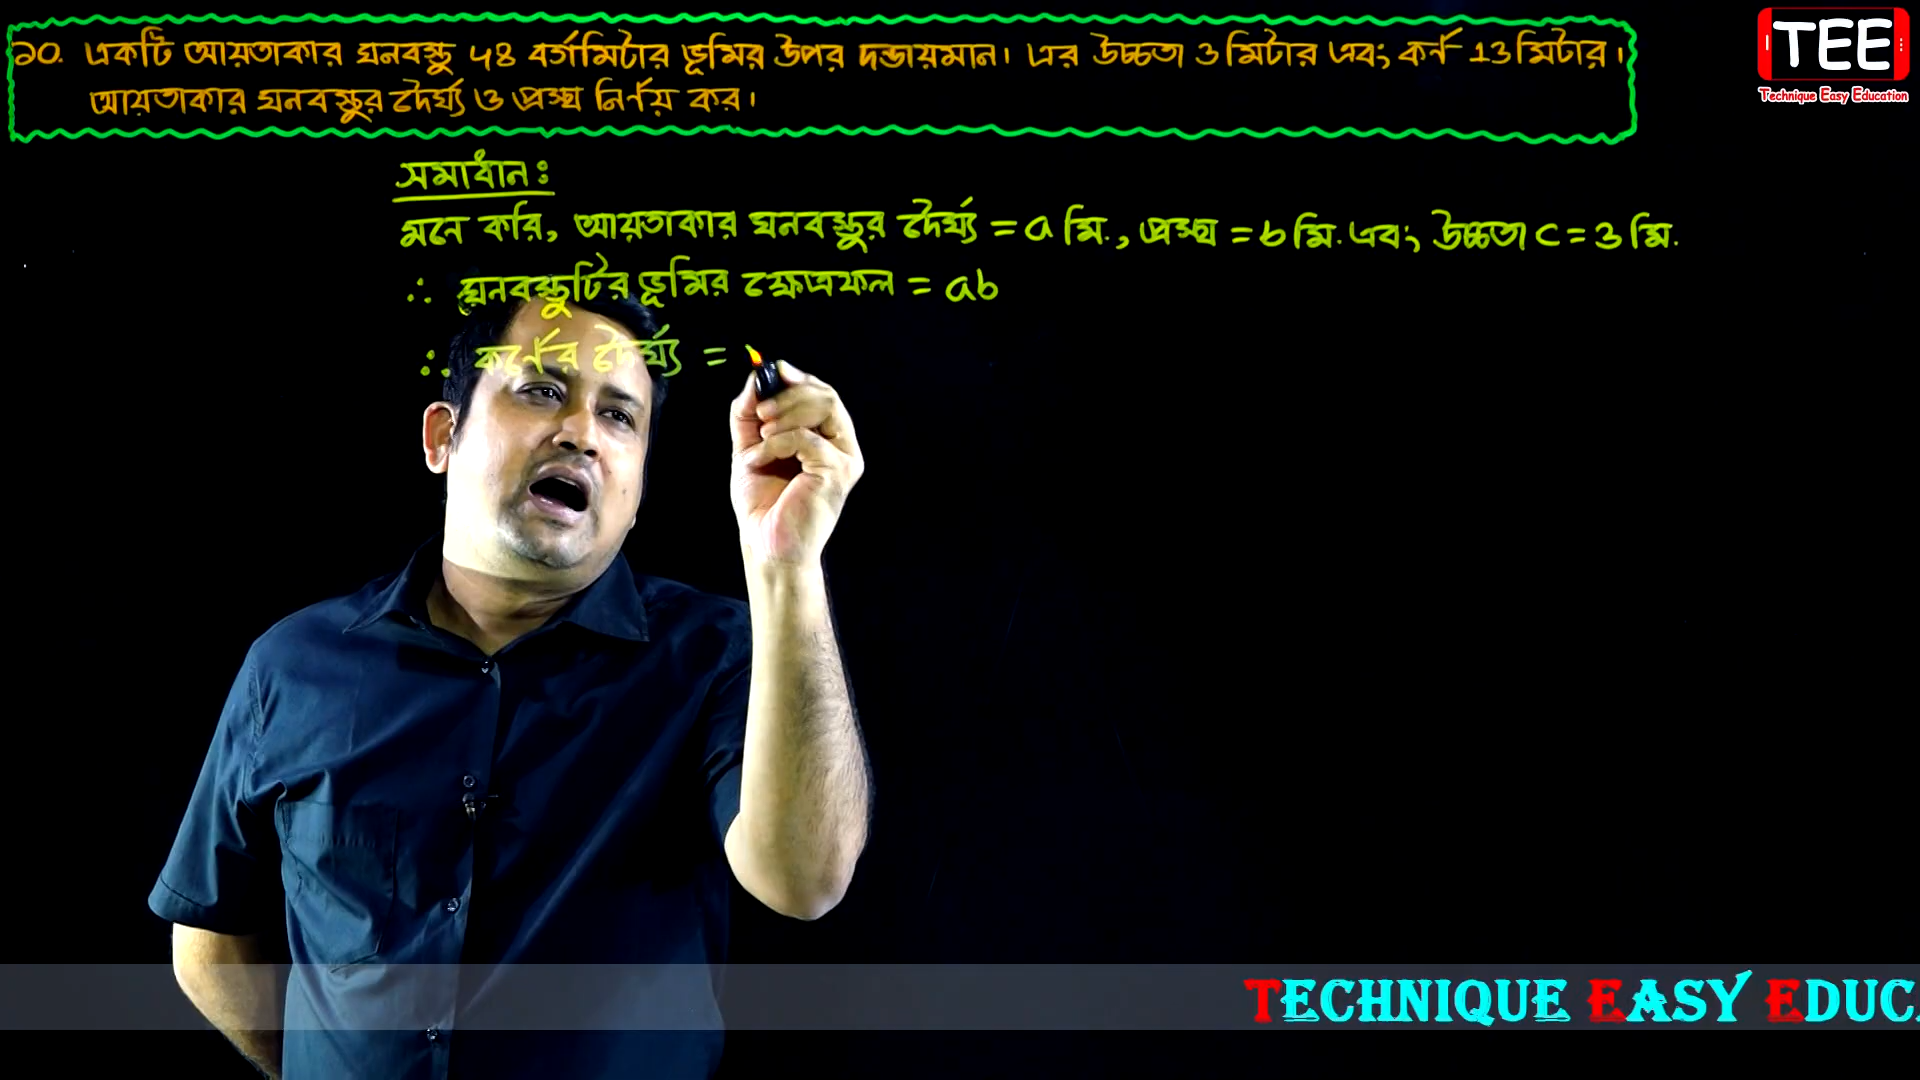 ১০. একটি আয়তাকার ঘনবস্তু ৫৪ বর্গমিটার ভূমির উপর দন্ডায়মান। এর উচ্চতা 3 মিটার এবং কর্ণ 13 মিটার।
আয়তাকার ঘনবস্তুর দৈর্ঘ্য ও প্রস্থ নির্ণয় কর।
সমাধান:
মনে করি, আয়তাকার ঘনবস্তুর দৈর্ঘ্য = a মি., প্রস্থ = b মি. এবং উচ্চতা c = 3 মি.
∴ ঘনবস্তুটির ভূমির ক্ষেত্রফল = ab
∴ কর্ণের দৈর্ঘ্য =
TEE
Technique Easy Education
TECHNIQUE EASY EDUC